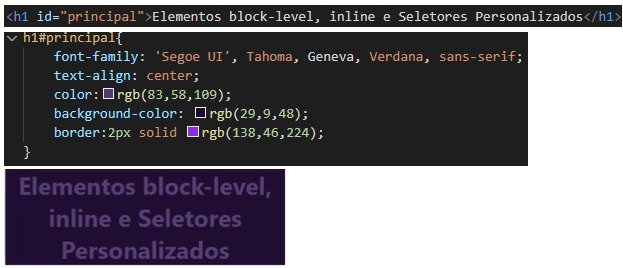 <h1 id="principal">Elementos block-level, inline e Seletores Personalizados</h1>
h1#principal{
font-family: 'Segoe UI', Tahoma, Geneva, Verdana, sans-serif;
text-align: center;
color: rgb(83,58,109);
background-color: rgb(29,9,48);
border:2px solid rgb(138,46,224);
}
Elementos block-level,
inline e Seletores
Personalizados